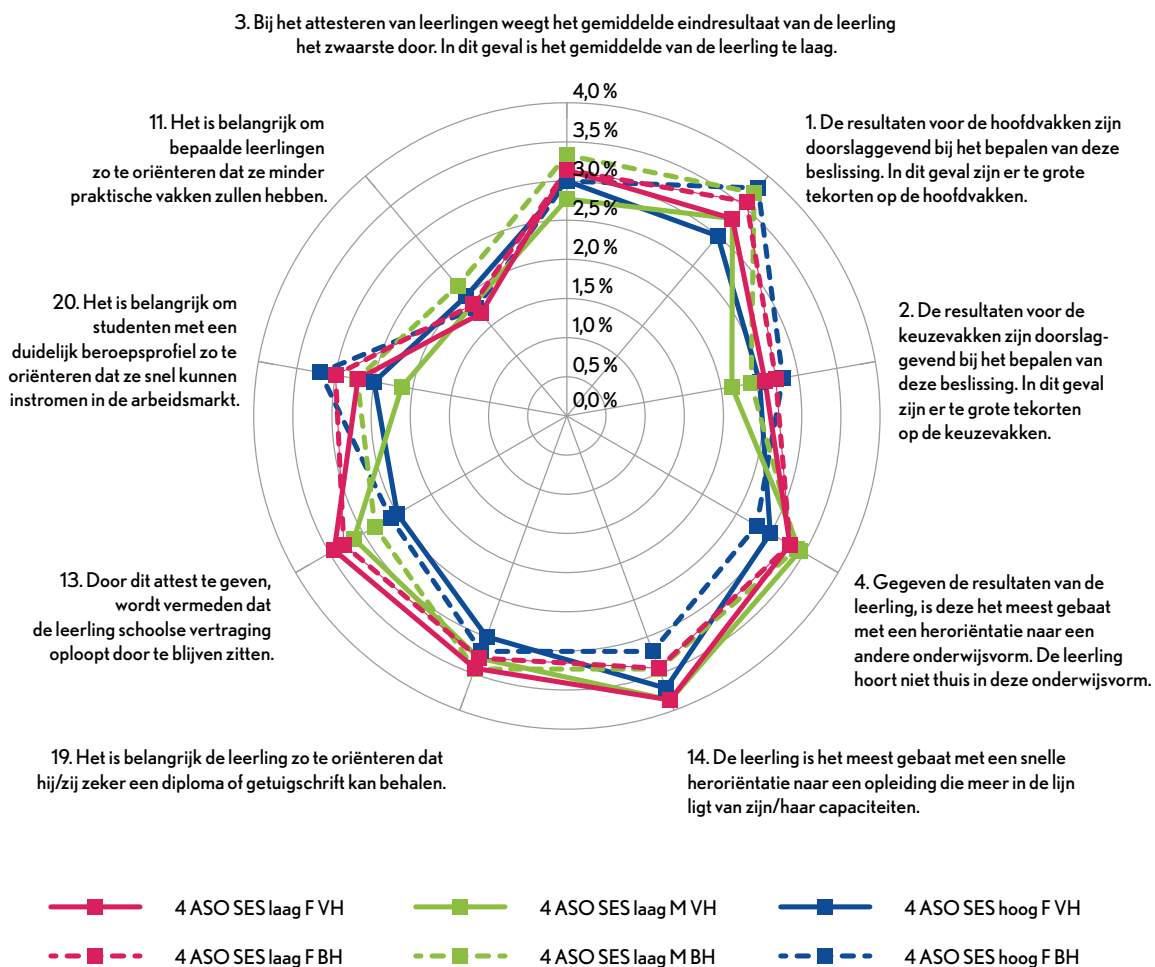 3. Bij het attesteren van leerlingen weegt het gemiddelde eindresultaat van de leerling
het zwaarste door. In dit geval is het gemiddelde van de leerling te laag.
11. Het is belangrijk om
bepaalde leerlingen
zo te oriënteren dat ze minder
praktische vakken zullen hebben.
4,0 %
3,5 %
3,0 %
2,5 %
2,0 %
1,5 %
1,0 %
0,5 %
0,0 %
1. De resultaten voor de hoofdvakken zijn
doorslaggevend bij het bepalen van deze
beslissing. In dit geval zijn er te grote
tekorten op de hoofdvakken.
20. Het is belangrijk om
studenten met een
duidelijk beroepsprofiel zo te
oriënteren dat ze snel kunnen
instromen in de arbeidsmarkt.
2. De resultaten voor de
keuzevakken zijn doorslag-
gevend bij het bepalen van
deze beslissing. In dit geval
zijn er te grote tekorten
op de keuzevakken.
13. Door dit attest te geven,
wordt vermeden dat
de leerling schoolse vertraging
oploopt door te blijven zitten.
4. Gegeven de resultaten van de
leerling, is deze het meest gebaat
met een heroriëntatie naar een
andere onderwijsvorm. De leerling
hoort niet thuis in deze onderwijsvorm.
19. Het is belangrijk de leerling zo te oriënteren dat
hij/zij zeker een diploma of getuigschrift kan behalen.
14. De leerling is het meest gebaat met een snelle
heroriëntatie naar een opleiding die meer in de lijn
ligt van zijn/haar capaciteiten.
4 ASO SES laag F VH
4 ASO SES laag M VH
4 ASO SES hoog F VH
4 ASO SES laag F BH
4 ASO SES laag M BH
4 ASO SES hoog F BH